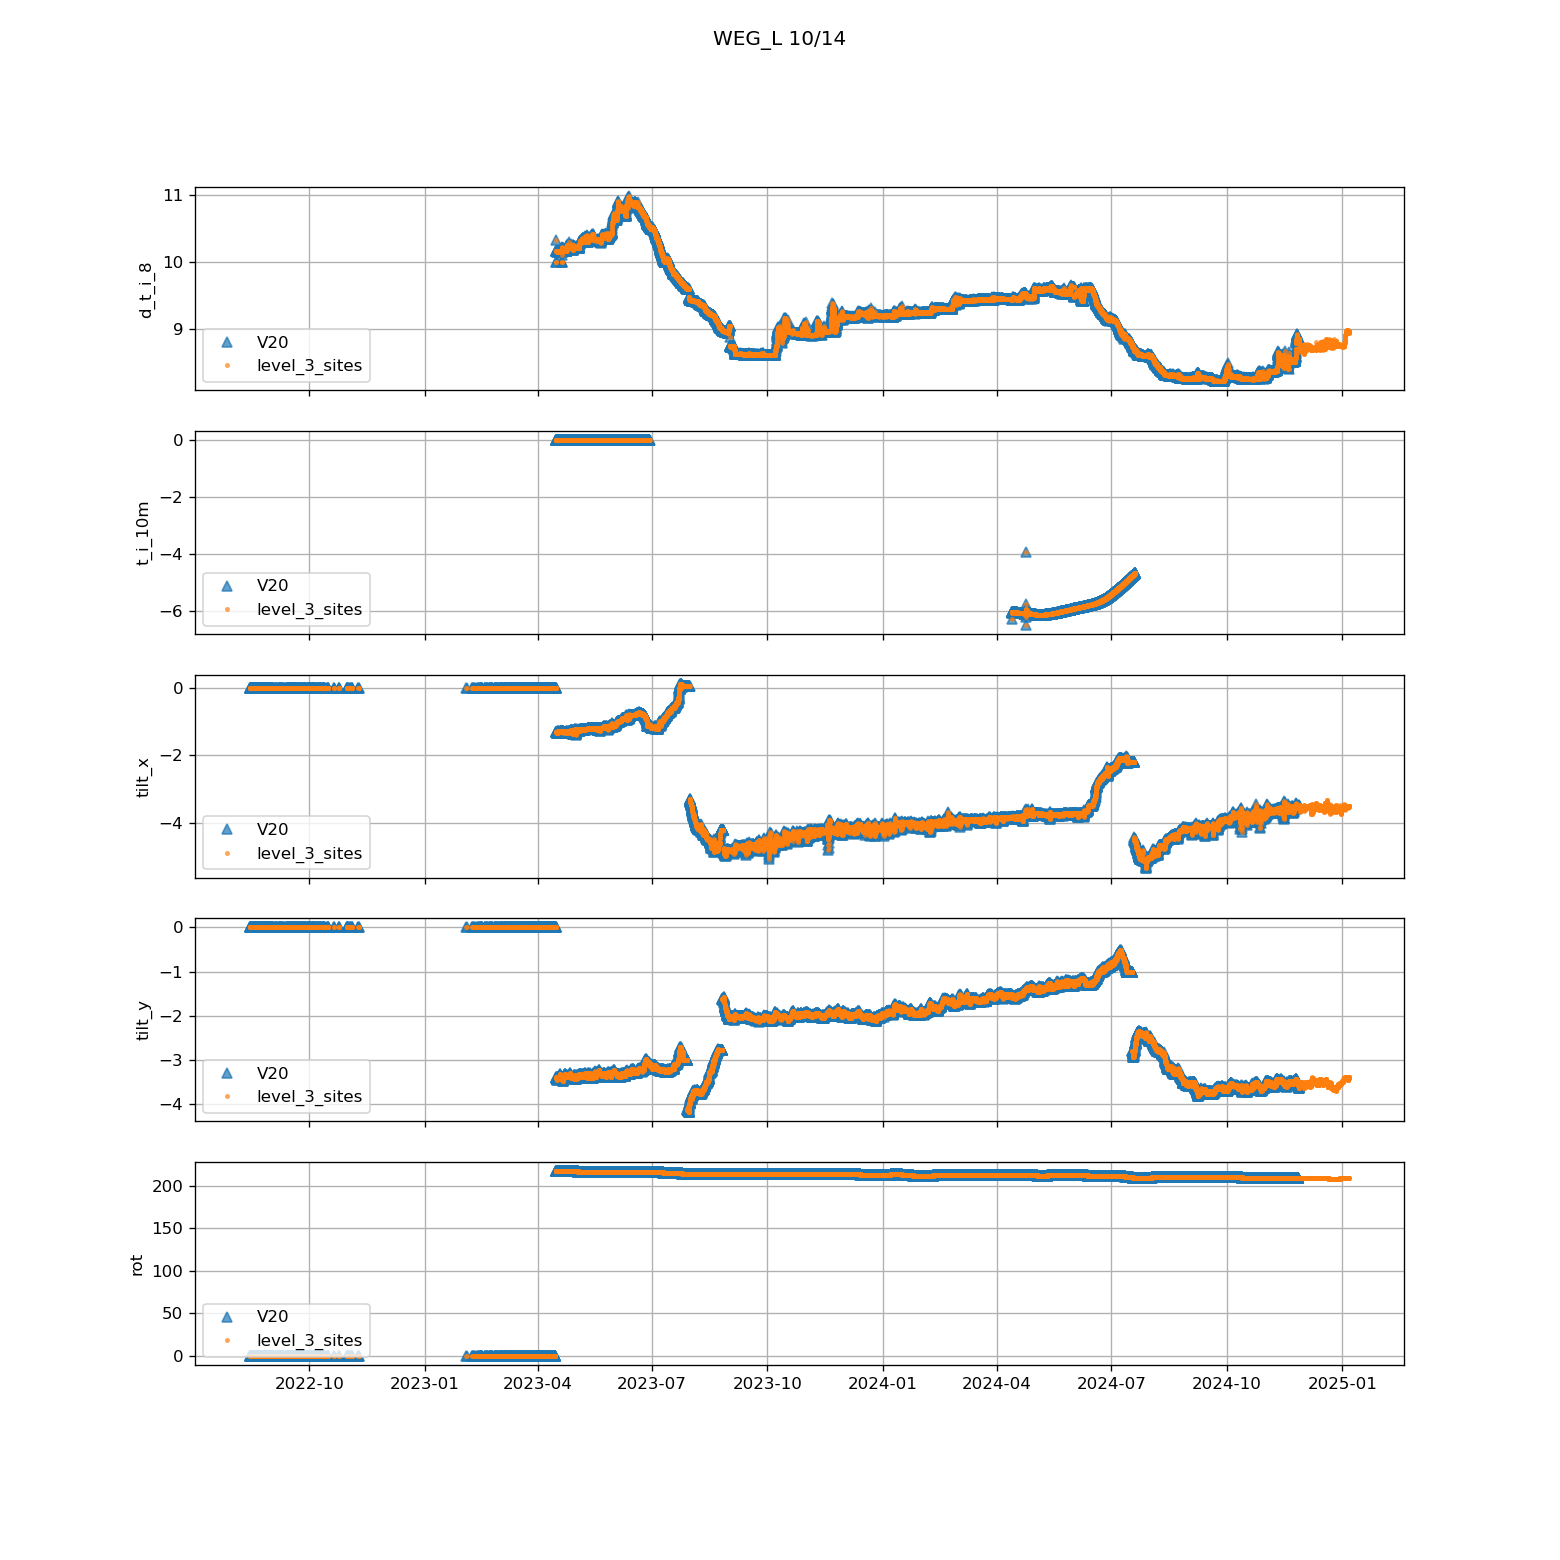 WEG_L 10/14
11
10
9
d_t_i_8
V20
level_3_sites
0
−2
−4
−6
t_i_10m
V20
level_3_sites
0
−2
−4
tilt_x
V20
level_3_sites
0
−1
−2
−3
−4
tilt_y
V20
level_3_sites
200
150
100
50
0
rot
V20
level_3_sites
2022-10 2023-01 2023-04 2023-07 2023-10 2024-01 2024-04 2024-07 2024-10 2025-01